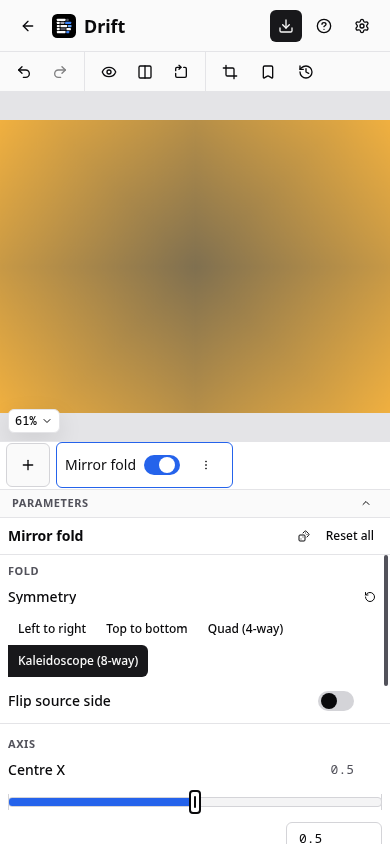 Drift
61%
Mirror fold
PARAMETERS
Mirror fold
Reset all
FOLD
Symmetry
Left to right
Top to bottom
Quad (4-way)
Kaleidoscope (8-way)
Flip source side
AXIS
Centre X
0.5
0.5